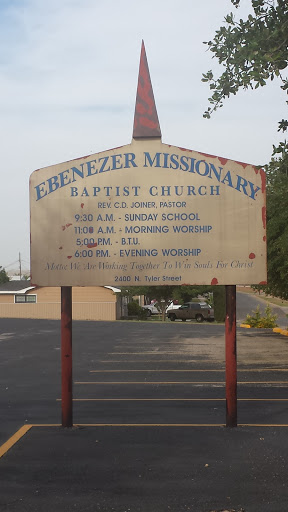 EBENEZER MISSIONARY
BAPTIST CHURCH
REV. C.D. JOINER, PASTOR
9:30 A.M. - SUNDAY SCHOOL
11:00 A.M. - MORNING WORSHIP
5:00 P.M. - B.T.U.
6:00 P.M. - EVENING WORSHIP
Motto: We Are Working Together To Win Souls For Christ
2400 N. Tyler Street